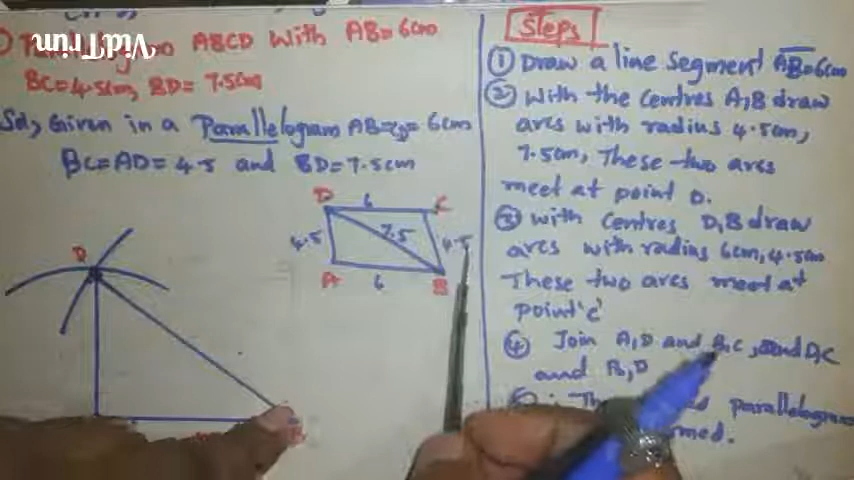 VidTrim
Parallelogram ABCD with AB=6cm
BC=4.5cm, BD= 7.5cm
Sol, Given in a Parallelogram AB=CD=6cm
BC=AD=4.5 and BD=7.5cm
D 6 C
4.5 7.5 4.5
A 6 B
D
B
Steps
① Draw a line segment AB=6cm
② With the centres A,B draw
arcs with radius 4.5cm,
7.5cm, These two arcs
meet at point D.
③ With centres D,B draw
arcs with radius 6cm,4.5cm
These two arcs meet at
point 'c'
④ Join A,D and B,C, and D,C
and B,D
parallelogram